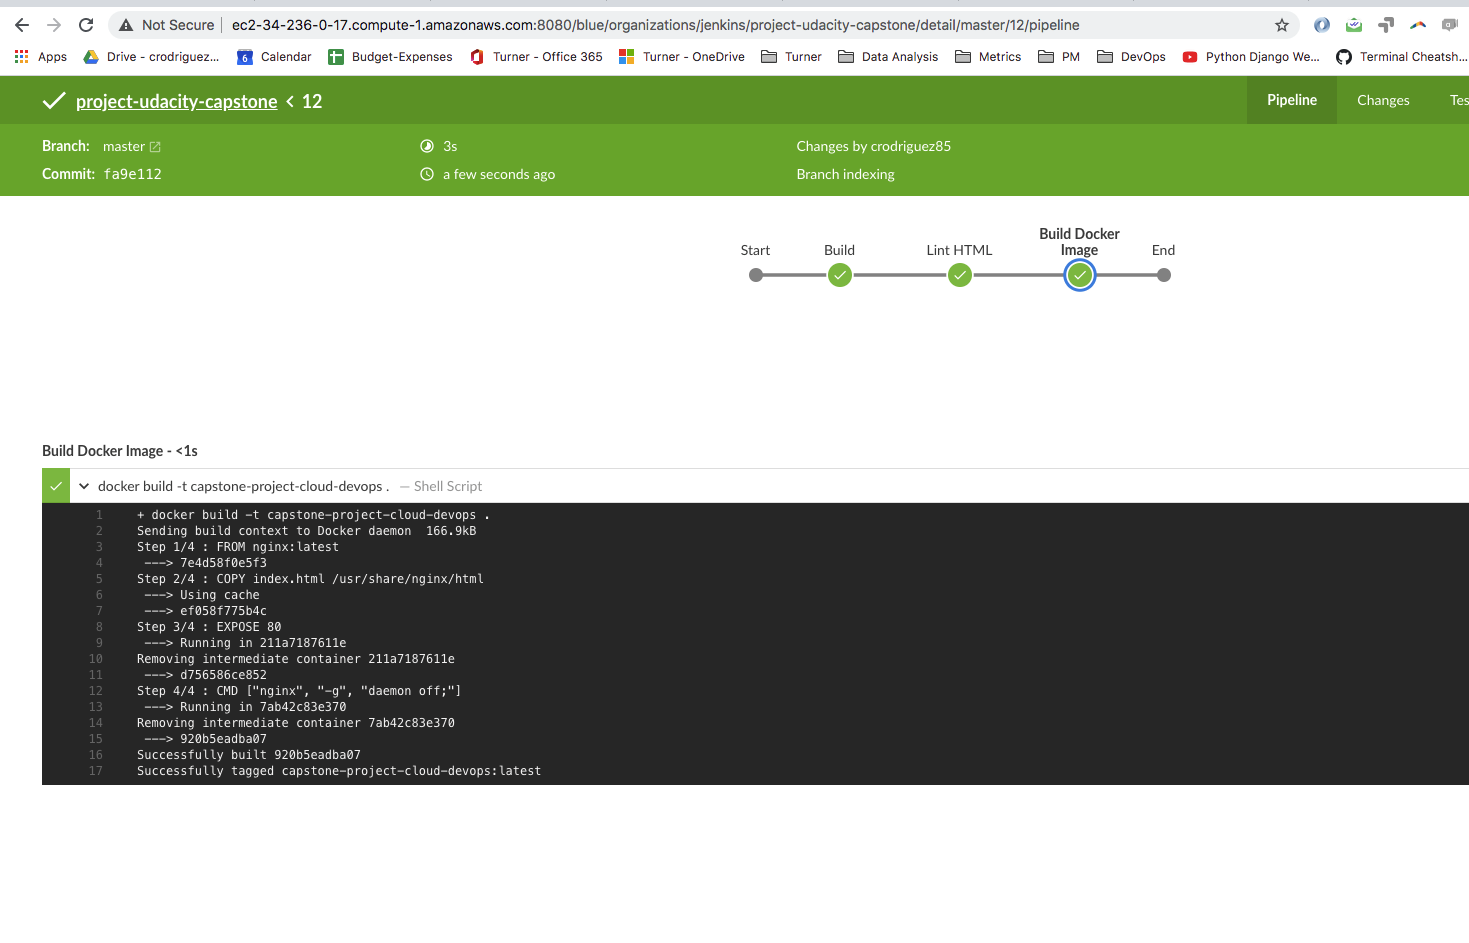 Not Secure ec2-34-236-0-17.compute-1.amazonaws.com:8080/blue/organizations/jenkins/project-udacity-capstone/detail/master/12/pipeline
Apps Drive - crodriguez... 6 Calendar Budget-Expenses Turner - Office 365 Turner - OneDrive Turner Data Analysis Metrics PM DevOps Python Django We... Terminal Cheatsh...
project-udacity-capstone < 12 Pipeline Changes Tes
Branch: master 3s Changes by crodriguez85
Commit: fa9e112 a few seconds ago Branch indexing
Start Build Lint HTML Build Docker Image End
Build Docker Image - <1s
docker build -t capstone-project-cloud-devops . — Shell Script
1 + docker build -t capstone-project-cloud-devops .
2 Sending build context to Docker daemon  166.9kB
3 Step 1/4 : FROM nginx:latest
4 ---> 7e4d58f0e5f3
5 Step 2/4 : COPY index.html /usr/share/nginx/html
6 ---> Using cache
7 ---> ef058f775b4c
8 Step 3/4 : EXPOSE 80
9 ---> Running in 211a7187611e
10 Removing intermediate container 211a7187611e
11 ---> d756586ce852
12 Step 4/4 : CMD ["nginx", "-g", "daemon off;"]
13 ---> Running in 7ab42c83e370
14 Removing intermediate container 7ab42c83e370
15 ---> 920b5eadba07
16 Successfully built 920b5eadba07
17 Successfully tagged capstone-project-cloud-devops:latest